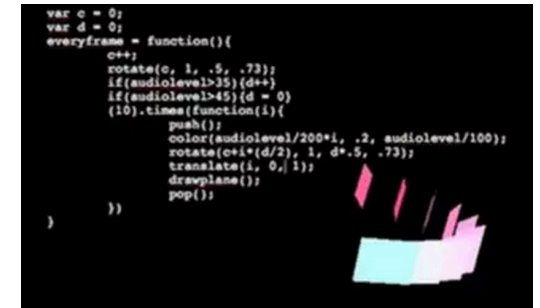 var c = 0;
var d = 0;
everyframe = function(){
c++;
rotate(c, 1, .5, .73);
if(audiolevel>35){d++}
if(audiolevel>45){d = 0}
(10).times(function(i){
push();
color(audiolevel/200*i, .2, audiolevel/100);
rotate(c+i*(d/2), 1, d*.5, .73);
translate(i, 0, 1);
drawplane();
pop();
})
}